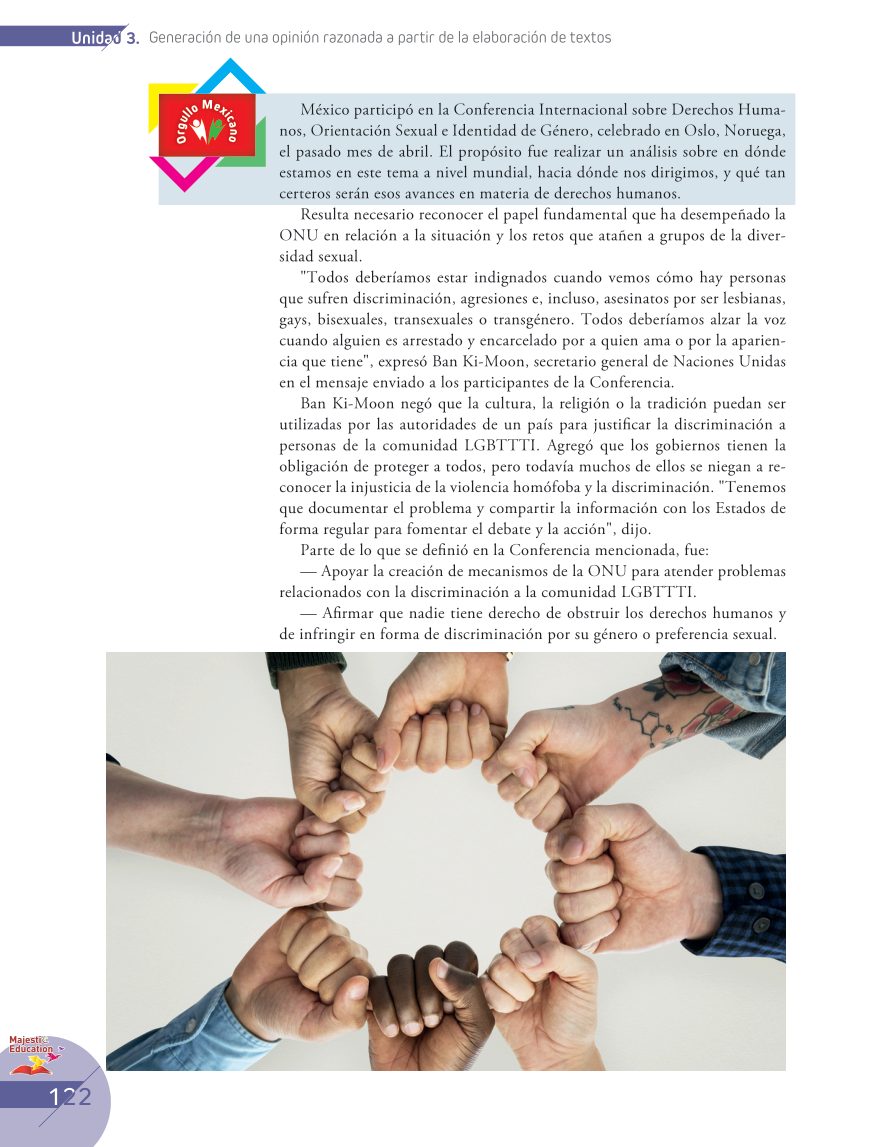 Unidad 3. Generación de una opinión razonada a partir de la elaboración de textos
Orgullo Mexicano
México participó en la Conferencia Internacional sobre Derechos Huma-
nos, Orientación Sexual e Identidad de Género, celebrado en Oslo, Noruega,
el pasado mes de abril. El propósito fue realizar un análisis sobre en dónde
estamos en este tema a nivel mundial, hacia dónde nos dirigimos, y qué tan
certeros serán esos avances en materia de derechos humanos.
Resulta necesario reconocer el papel fundamental que ha desempeñado la
ONU en relación a la situación y los retos que atañen a grupos de la diver-
sidad sexual.
"Todos deberíamos estar indignados cuando vemos cómo hay personas
que sufren discriminación, agresiones e, incluso, asesinatos por ser lesbianas,
gays, bisexuales, transexuales o transgénero. Todos deberíamos alzar la voz
cuando alguien es arrestado y encarcelado por a quien ama o por la aparien-
cia que tiene", expresó Ban Ki-Moon, secretario general de Naciones Unidas
en el mensaje enviado a los participantes de la Conferencia.
Ban Ki-Moon negó que la cultura, la religión o la tradición puedan ser
utilizadas por las autoridades de un país para justificar la discriminación a
personas de la comunidad LGBTTTI. Agregó que los gobiernos tienen la
obligación de proteger a todos, pero todavía muchos de ellos se niegan a re-
conocer la injusticia de la violencia homófoba y la discriminación. "Tenemos
que documentar el problema y compartir la información con los Estados de
forma regular para fomentar el debate y la acción", dijo.
Parte de lo que se definió en la Conferencia mencionada, fue:
— Apoyar la creación de mecanismos de la ONU para atender problemas
relacionados con la discriminación a la comunidad LGBTTTI.
— Afirmar que nadie tiene derecho de obstruir los derechos humanos y
de infringir en forma de discriminación por su género o preferencia sexual.
Majestic
Education
122